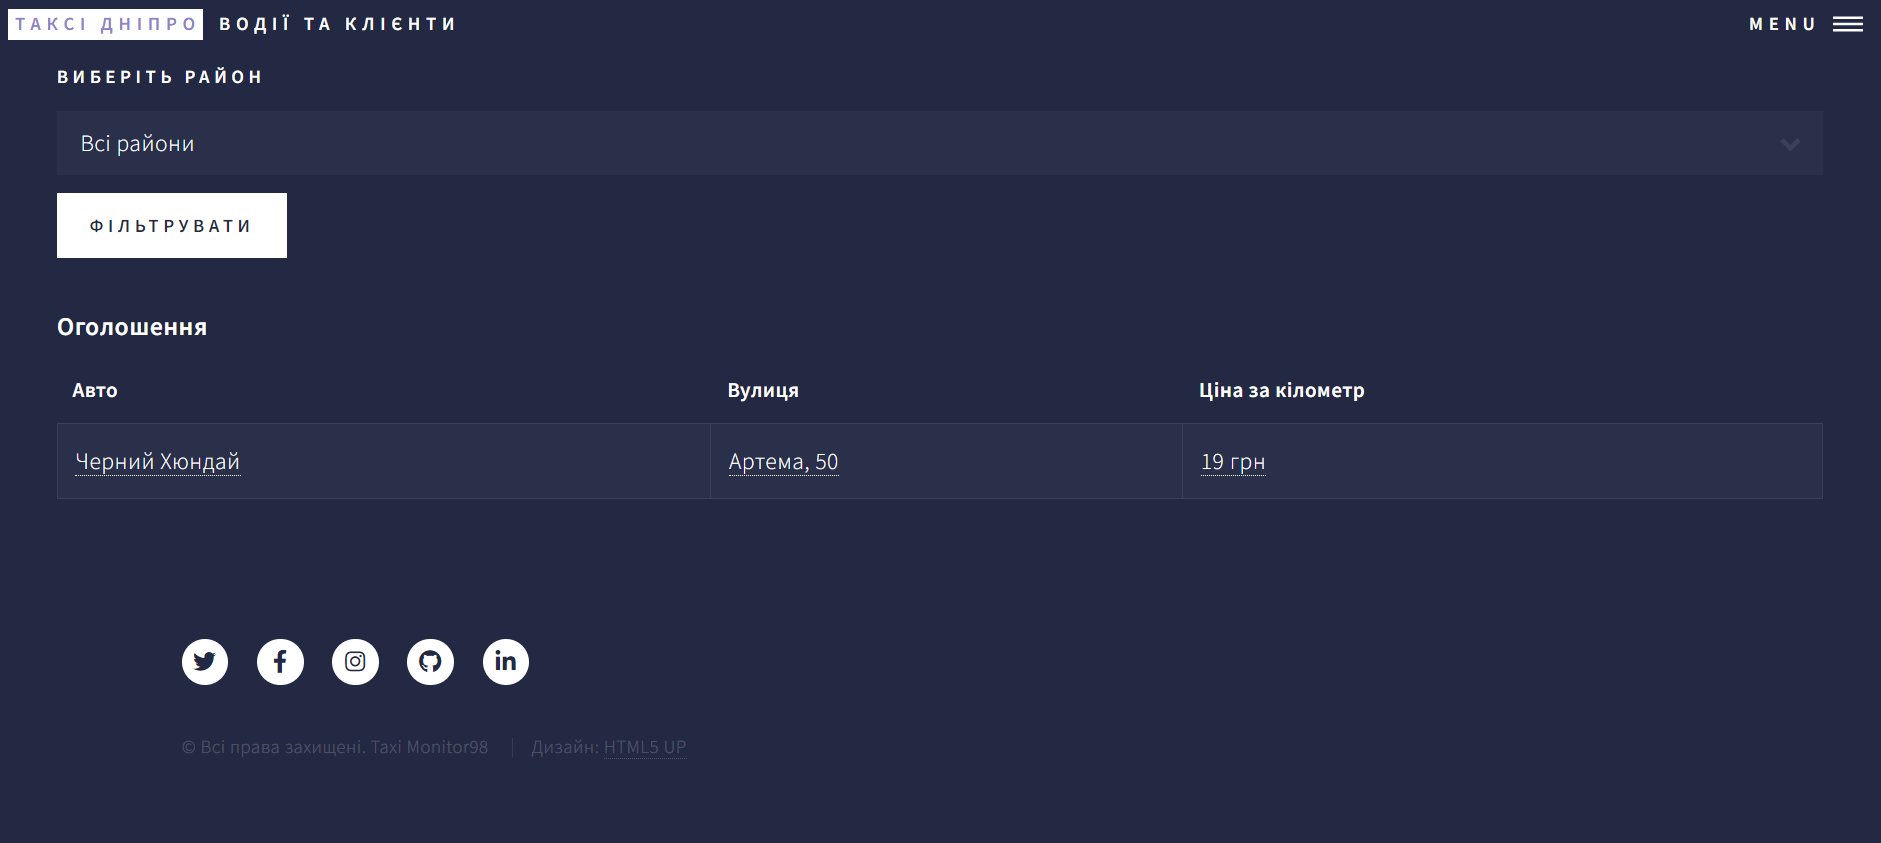 ТАКСІ ДНІПРО ВОДІЇ ТА КЛІЄНТИ
MENU
ВИБЕРІТЬ РАЙОН
Всі райони
ФІЛЬТРУВАТИ
Оголошення
Авто Вулиця Ціна за кілометр
Черний Хюндай Артема, 50 19 грн
© Всі права захищені. Taxi Monitor98 Дизайн: HTML5 UP